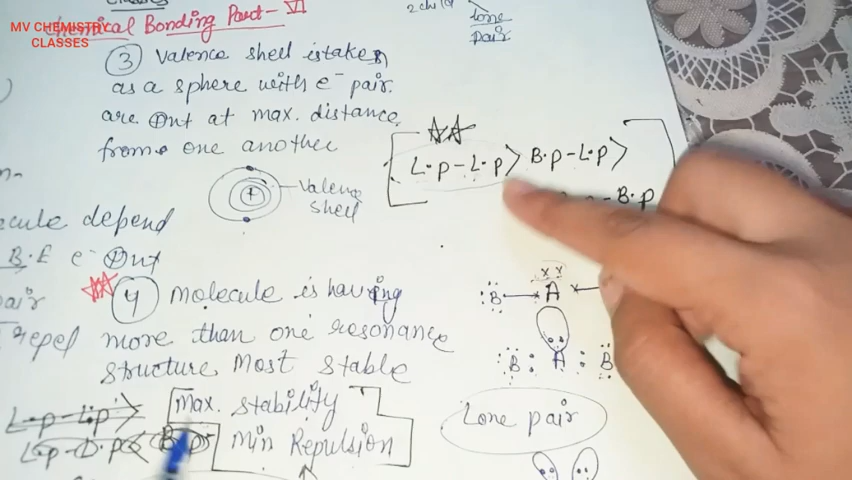 MV CHEMISTRY
CLASSES
Chemical Bonding Part-VI
③ Valence shell is taken
as a sphere with e⁻ pair
are at max. distance
from one another
Valence
shell
lone
pair
L.p-L.p> B.p-L.p>
B.p
ecule depend
B.E e⁻
pair
repel
④ Molecule is having
more than one resonance
structure Most stable
L.p-L.p>
Max. stability
Min Repulsion
:B A
:B : A : B
Lone pair